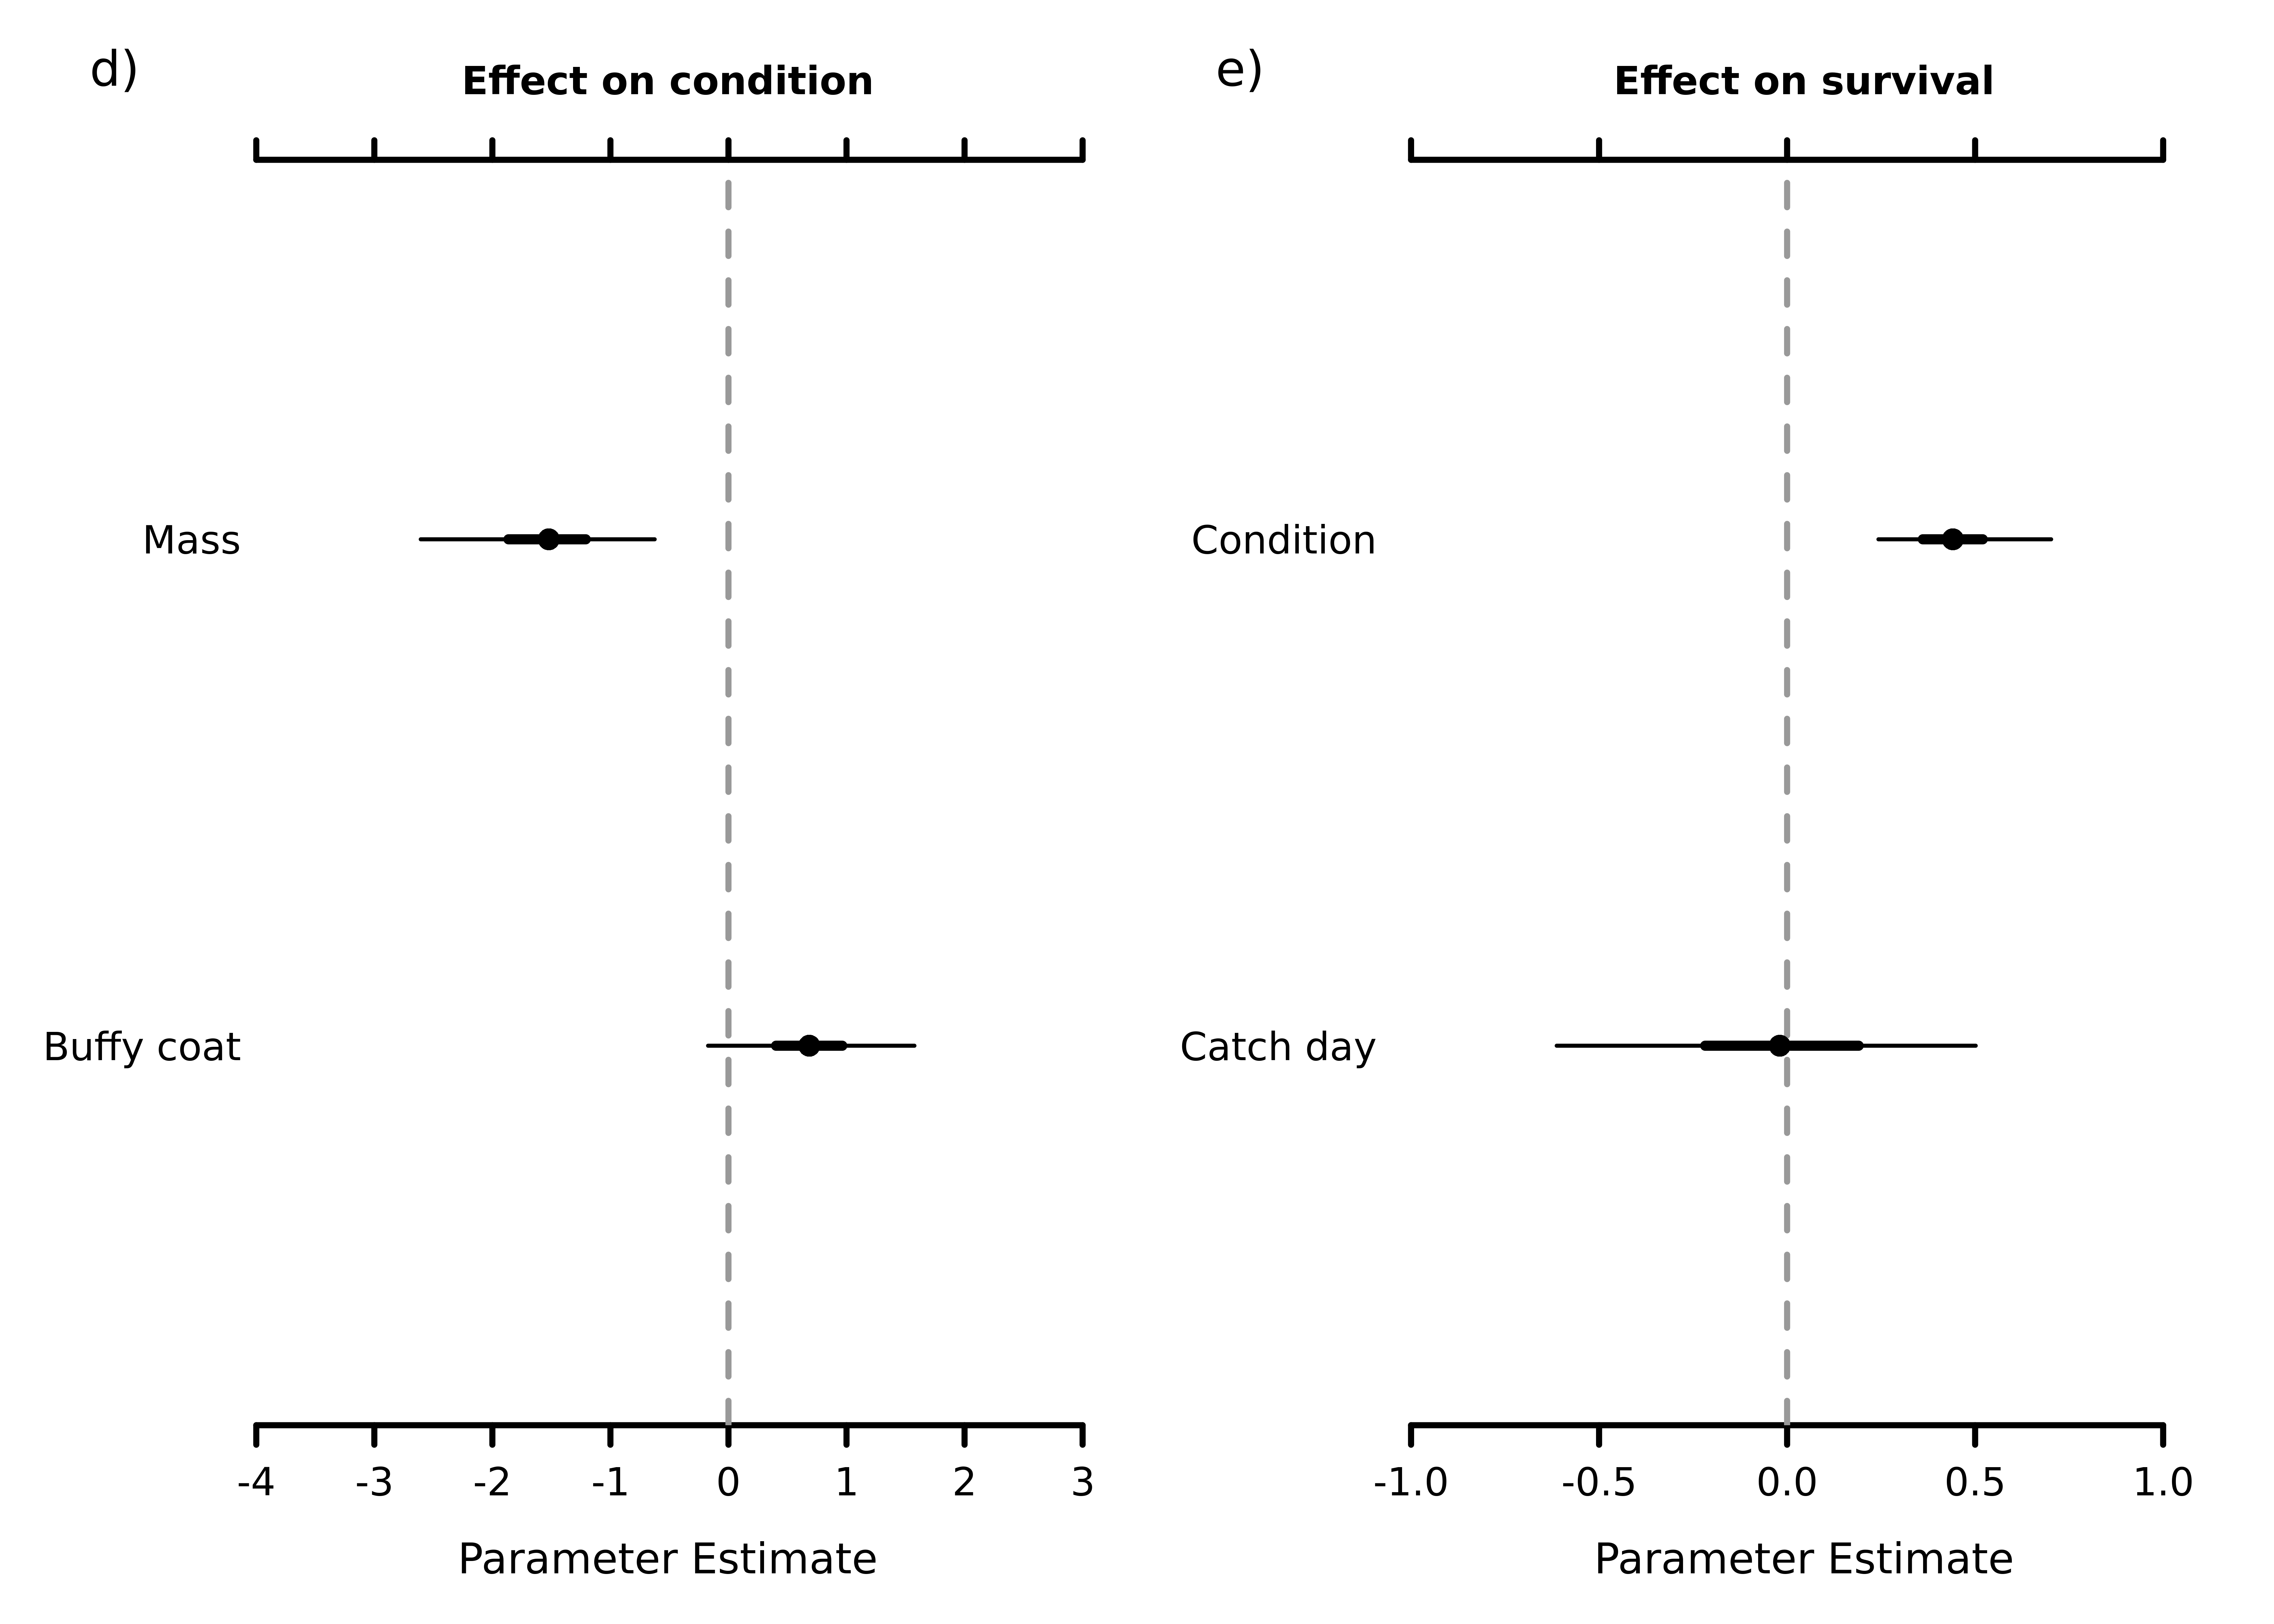 d)
Effect on condition
Mass
Buffy coat
-4 -3 -2 -1 0 1 2 3
Parameter Estimate
e)
Effect on survival
Condition
Catch day
-1.0 -0.5 0.0 0.5 1.0
Parameter Estimate